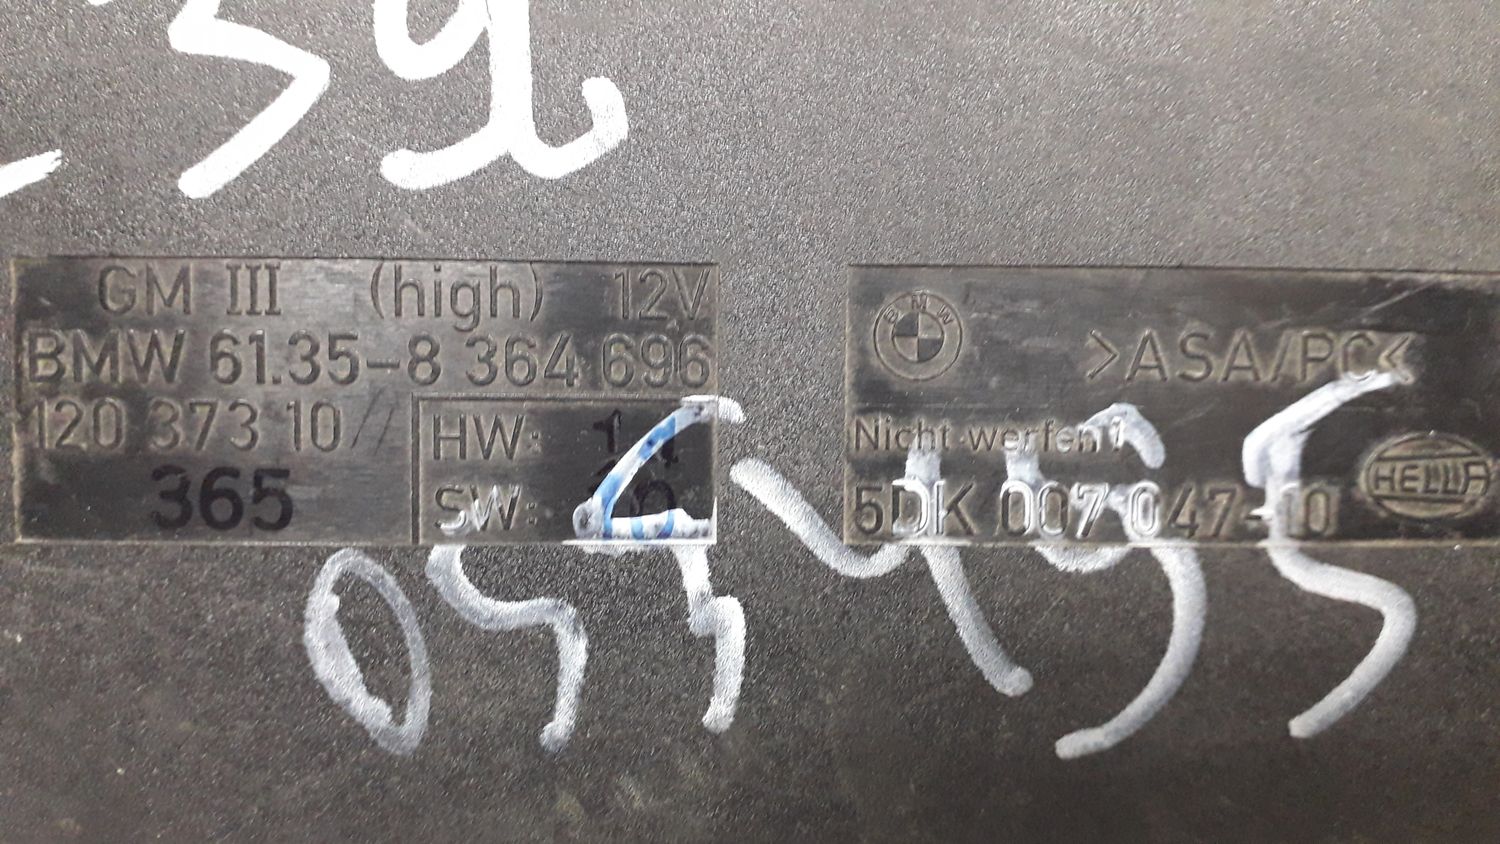 GM III (high) 12V
BMW 61.35-8 364 696
120 373 10//
365
HW:
SW:
BMW
>ASA/PC<
Nicht werfen!
5DK 007 047-10
HELLA